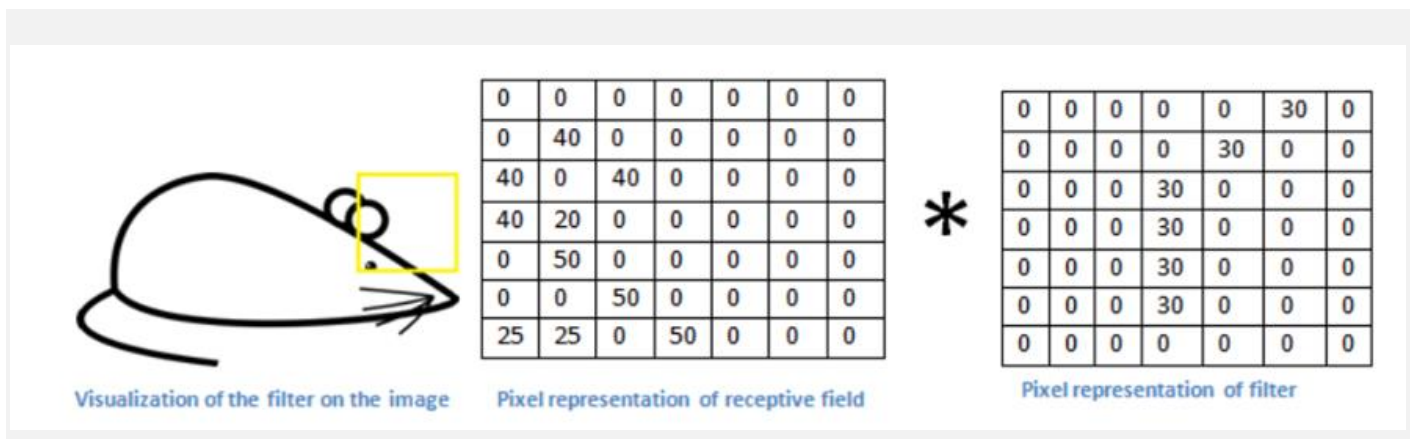 0 0 0 0 0 0 0
0 40 0 0 0 0 0
40 0 40 0 0 0 0
40 20 0 0 0 0 0
0 50 0 0 0 0 0
0 0 50 0 0 0 0
25 25 0 50 0 0 0
*
0 0 0 0 0 30 0
0 0 0 0 30 0 0
0 0 0 30 0 0 0
0 0 0 30 0 0 0
0 0 0 30 0 0 0
0 0 0 30 0 0 0
0 0 0 0 0 0 0
Visualization of the filter on the image
Pixel representation of receptive field
Pixel representation of filter